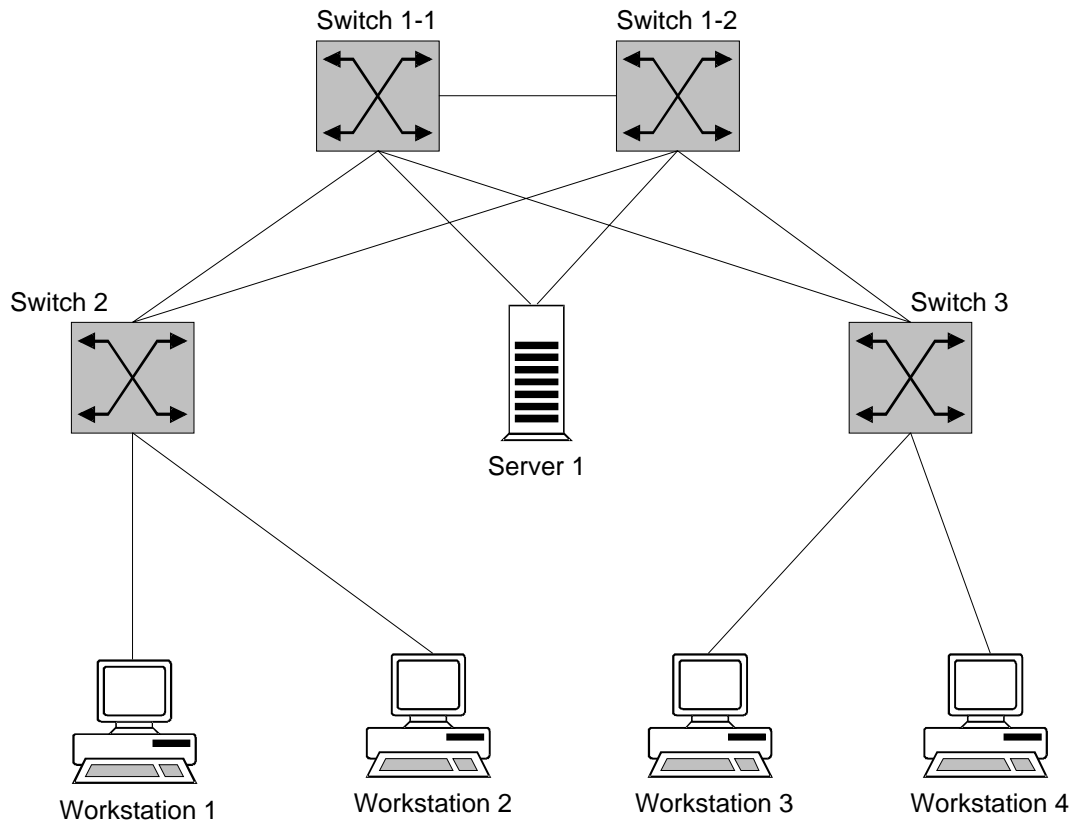 Switch 1-1
Switch 1-2
Switch 2
Switch 3
Server 1
Workstation 1
Workstation 2
Workstation 3
Workstation 4